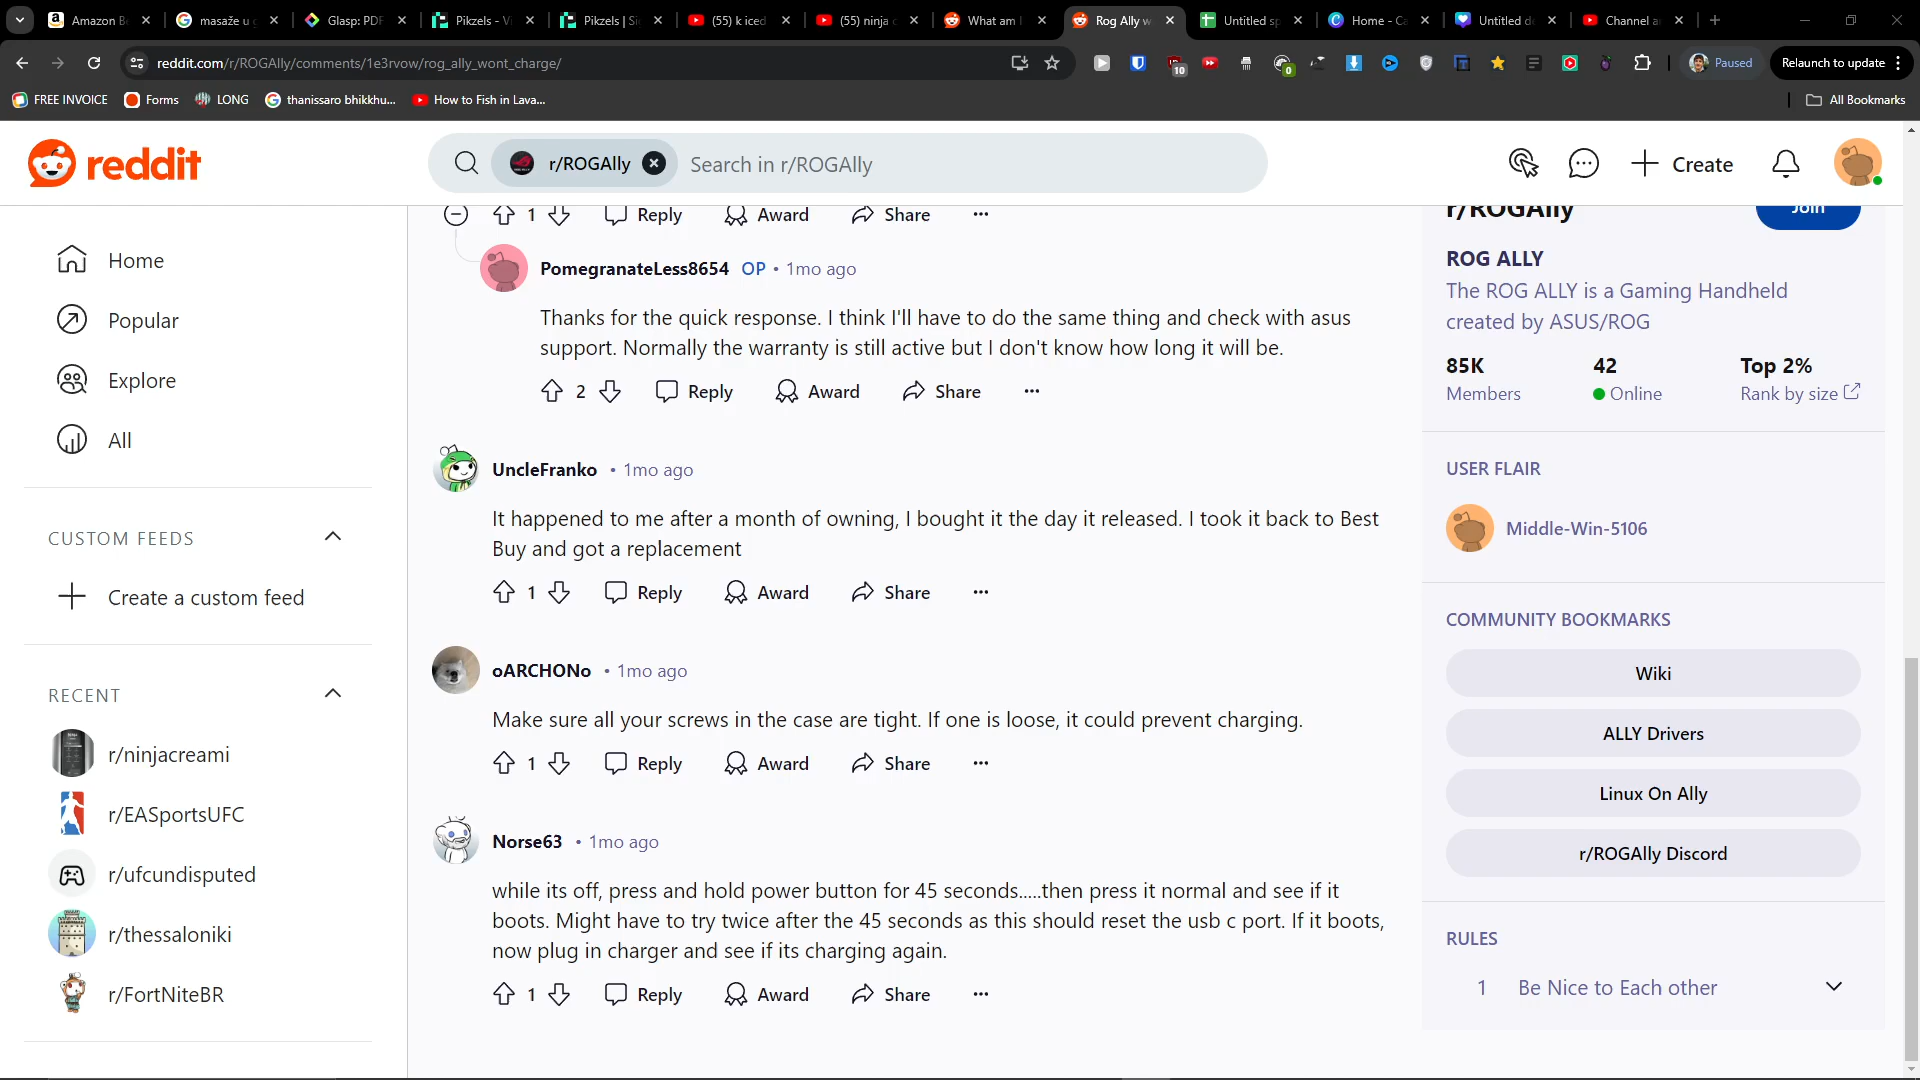 Amazon Be
masaže u g
Glasp: PDF
Pikzels - Vi
Pikzels | Sig
(55) k iced
(55) ninja c
What am I
Rog Ally w
Untitled sp
Home - Ca
Untitled de
Channel an
reddit.com/r/ROGAlly/comments/1e3rvow/rog_ally_wont_charge/
10
0
Paused
Relaunch to update
FREE INVOICE
Forms
LONG
thanissaro bhikkhu...
How to Fish in Lava...
All Bookmarks
reddit
r/ROGAlly
Search in r/ROGAlly
Create
Home
Popular
Explore
All
CUSTOM FEEDS
Create a custom feed
RECENT
r/ninjacreami
r/EASportsUFC
r/ufcundisputed
r/thessaloniki
r/FortNiteBR
1 Reply Award Share
PomegranateLess8654 OP • 1mo ago
Thanks for the quick response. I think I'll have to do the same thing and check with asus
support. Normally the warranty is still active but I don't know how long it will be.
2 Reply Award Share
UncleFranko • 1mo ago
It happened to me after a month of owning, I bought it the day it released. I took it back to Best
Buy and got a replacement
1 Reply Award Share
oARCHONo • 1mo ago
Make sure all your screws in the case are tight. If one is loose, it could prevent charging.
1 Reply Award Share
Norse63 • 1mo ago
while its off, press and hold power button for 45 seconds.....then press it normal and see if it
boots. Might have to try twice after the 45 seconds as this should reset the usb c port. If it boots,
now plug in charger and see if its charging again.
1 Reply Award Share
r/ROGAlly
Join
ROG ALLY
The ROG ALLY is a Gaming Handheld
created by ASUS/ROG
85K 42 Top 2%
Members Online Rank by size
USER FLAIR
Middle-Win-5106
COMMUNITY BOOKMARKS
Wiki
ALLY Drivers
Linux On Ally
r/ROGAlly Discord
RULES
1 Be Nice to Each other